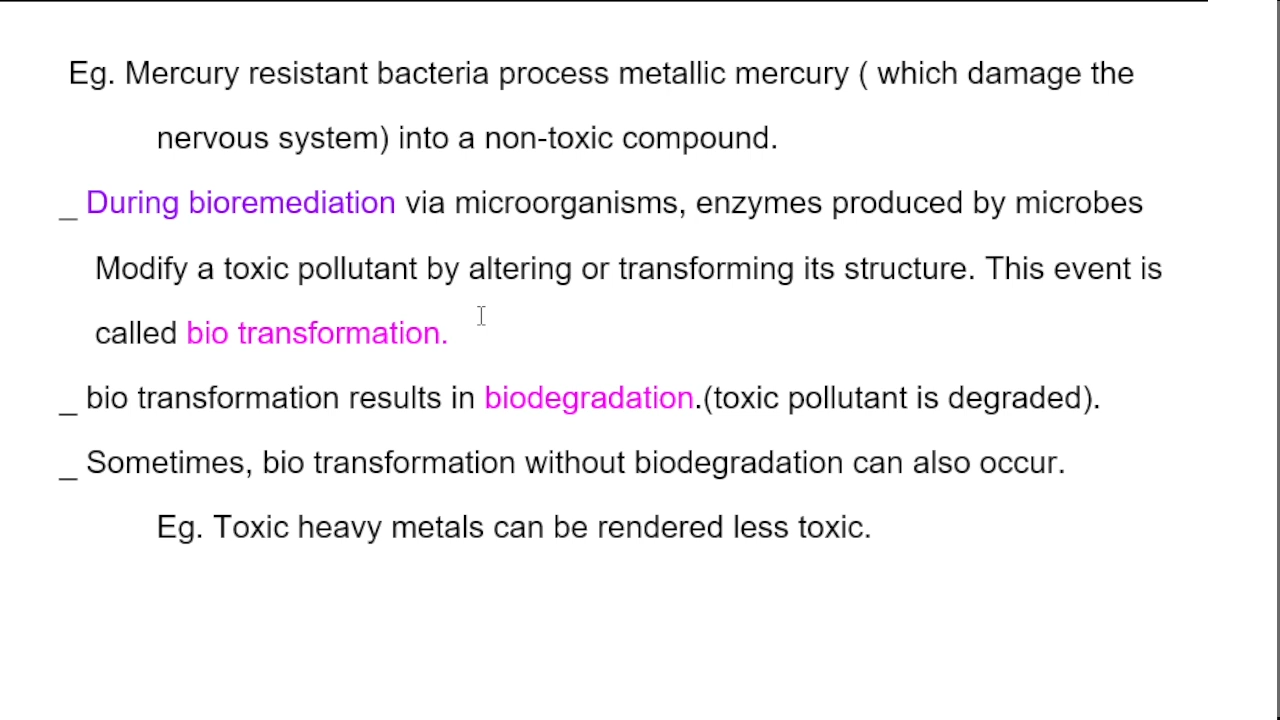 Eg. Mercury resistant bacteria process metallic mercury ( which damage the
nervous system) into a non-toxic compound.
_ During bioremediation via microorganisms, enzymes produced by microbes
Modify a toxic pollutant by altering or transforming its structure. This event is
called bio transformation.
_ bio transformation results in biodegradation.(toxic pollutant is degraded).
_ Sometimes, bio transformation without biodegradation can also occur.
Eg. Toxic heavy metals can be rendered less toxic.